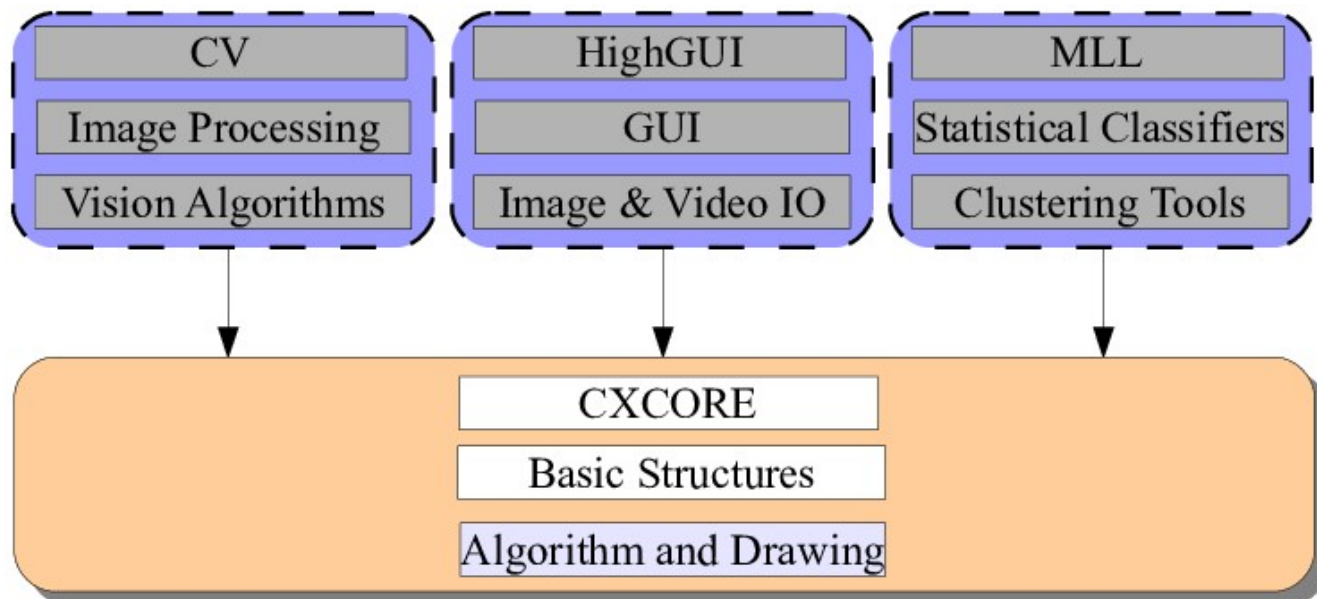 CV
Image Processing
Vision Algorithms
HighGUI
GUI
Image & Video IO
MLL
Statistical Classifiers
Clustering Tools
CXCORE
Basic Structures
Algorithm and Drawing